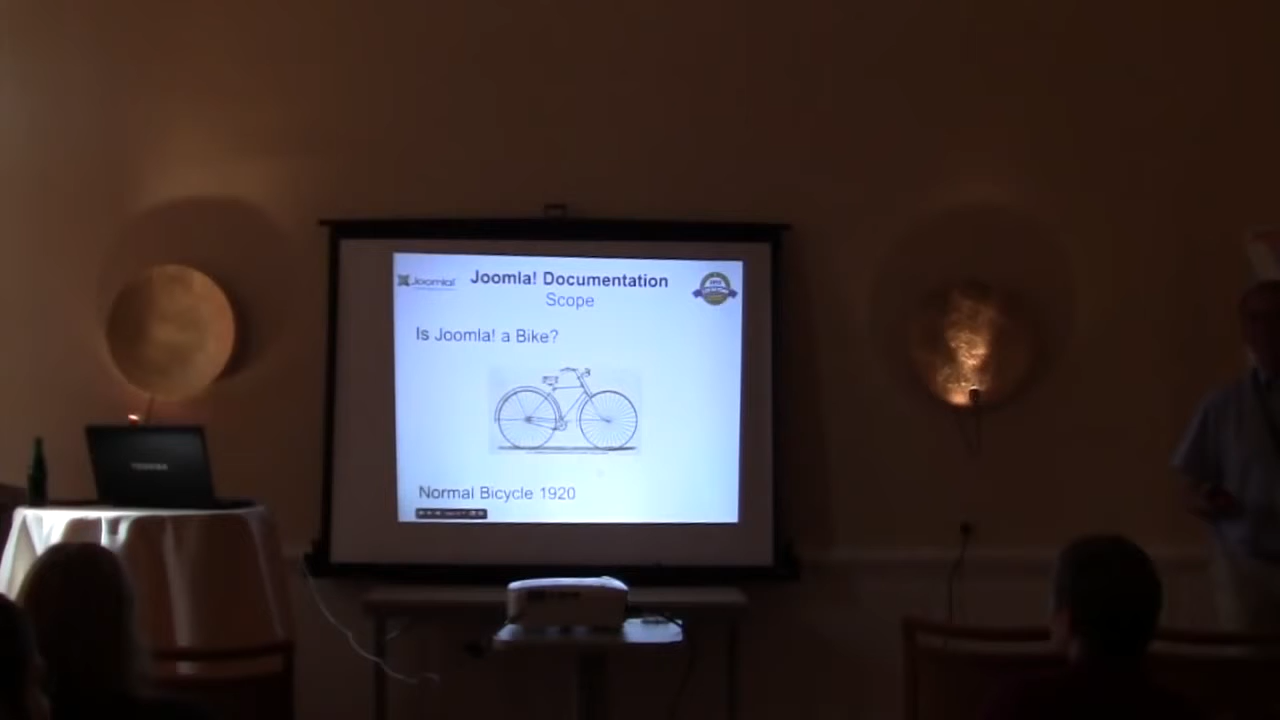 Joomla!
Joomla! Documentation
Scope
Is Joomla! a Bike?
Normal Bicycle 1920
TOSHIBA